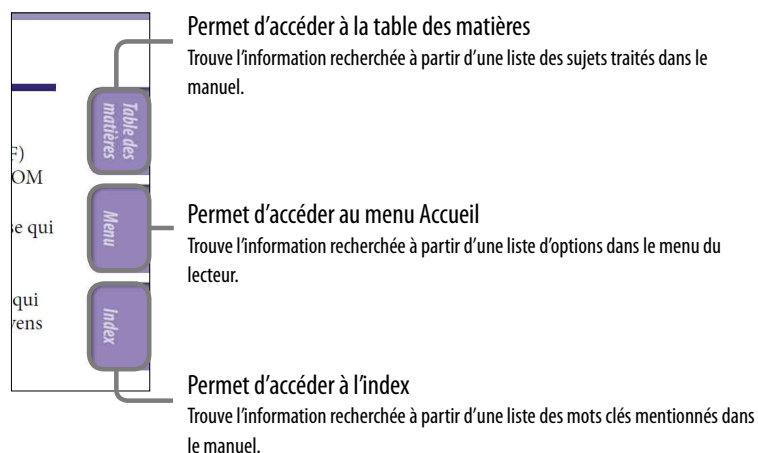 Permet d'accéder à la table des matières
Trouve l'information recherchée à partir d'une liste des sujets traités dans le
manuel.
Table des
matières
F)
OM
Menu
se qui
Permet d'accéder au menu Accueil
Trouve l'information recherchée à partir d'une liste d'options dans le menu du
lecteur.
Index
qui
yens
Permet d'accéder à l'index
Trouve l'information recherchée à partir d'une liste des mots clés mentionnés dans
le manuel.